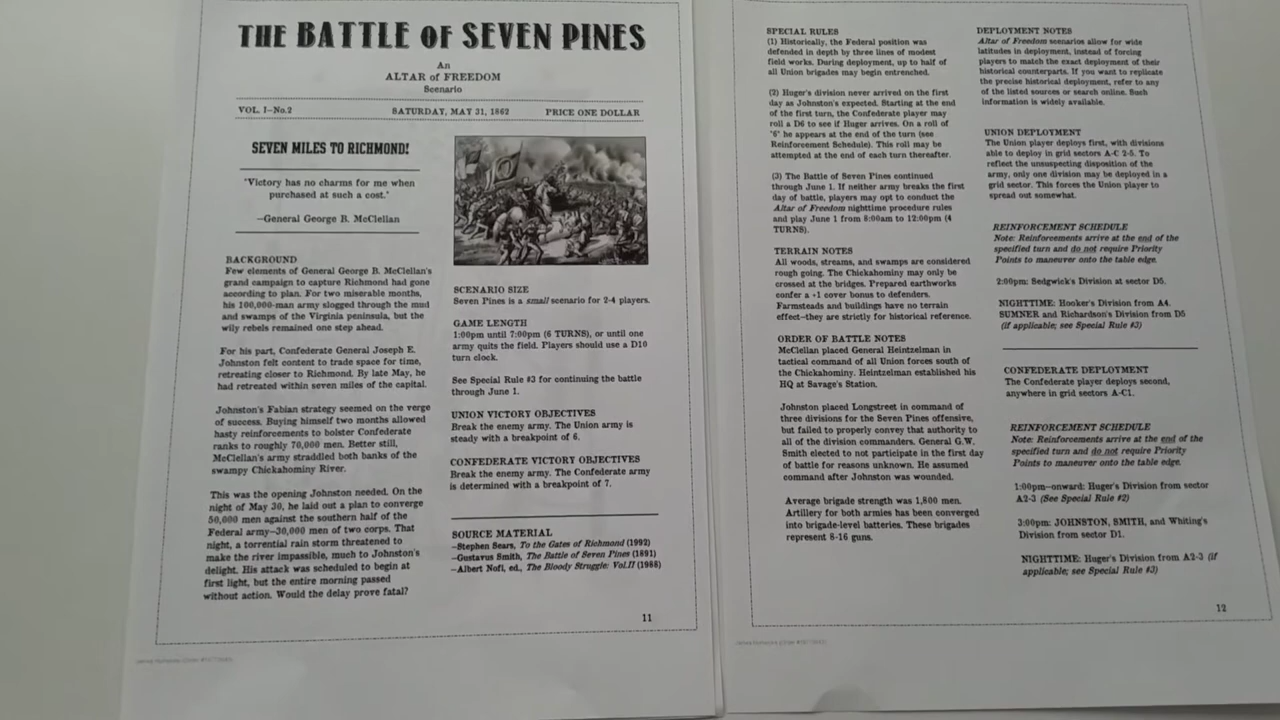 THE BATTLE OF SEVEN PINES
An
ALTAR of FREEDOM
Scenario
VOL. I-No.2
SATURDAY, MAY 31, 1862
PRICE ONE DOLLAR
SEVEN MILES TO RICHMOND!
"Victory has no charms for me when
purchased at such a cost."
—General George B. McClellan
BACKGROUND
Few elements of General George B. McClellan's
grand campaign to capture Richmond had gone
according to plan. For two miserable months,
his 100,000-man army slogged through the mud
and swamps of the Virginia peninsula, but the
wily rebels remained one step ahead.
For his part, Confederate General Joseph E.
Johnston felt content to trade space for time,
retreating closer to Richmond. By late May, he
had retreated within seven miles of the capital.
Johnston's Fabian strategy seemed on the verge
of success. Buying himself two months allowed
hasty reinforcements to bolster Confederate
ranks to roughly 70,000 men. Better still,
McClellan's army straddled both banks of the
swampy Chickahominy River.
This was the opening Johnston needed. On the
night of May 30, he laid out a plan to converge
50,000 men against the southern half of the
Federal army—30,000 men of two corps. That
night, a torrential rain storm threatened to
make the river impassible, much to Johnston's
delight. His attack was scheduled to begin at
first light, but the entire morning passed
without action. Would the delay prove fatal?
SCENARIO SIZE
Seven Pines is a small scenario for 2-4 players.
GAME LENGTH
1:00pm until 7:00pm (6 TURNS), or until one
army quits the field. Players should use a D10
turn clock.
See Special Rule #3 for continuing the battle
through June 1.
UNION VICTORY OBJECTIVES
Break the enemy army. The Union army is
steady with a breakpoint of 6.
CONFEDERATE VICTORY OBJECTIVES
Break the enemy army. The Confederate army
is determined with a breakpoint of 7.
SOURCE MATERIAL
—Stephen Sears, To the Gates of Richmond (1992)
—Gustavus Smith, The Battle of Seven Pines (1891)
—Albert Nofi, ed., The Bloody Struggle: Vol.II (1988)
11
SPECIAL RULES
(1) Historically, the Federal position was
defended in depth by three lines of modest
field works. During deployment, up to half of
all Union brigades may begin entrenched.
(2) Huger's division never arrived on the first
day as Johnston's expected. Starting at the end
of the first turn, the Confederate player may
roll a D6 to see if Huger arrives. On a roll of
'6' he appears at the end of the turn (see
Reinforcement Schedule). This roll may be
attempted at the end of each turn thereafter.
(3) The Battle of Seven Pines continued
through June 1. If neither army breaks the first
day of battle, players may opt to conduct the
Altar of Freedom nighttime procedure rules
and play June 1 from 8:00am to 12:00pm (4
TURNS).
TERRAIN NOTES
All woods, streams, and swamps are considered
rough going. The Chickahominy may only be
crossed at the bridges. Prepared earthworks
confer a +1 cover bonus to defenders.
Farmsteads and buildings have no terrain
effect—they are strictly for historical reference.
ORDER OF BATTLE NOTES
McClellan placed General Heintzelman in
tactical command of all Union forces south of
the Chickahominy. Heintzelman established his
HQ at Savage's Station.
Johnston placed Longstreet in command of
three divisions for the Seven Pines offensive,
but failed to properly convey that authority to
all of the division commanders. General G.W.
Smith elected to not participate in the first day
of battle for reasons unknown. He assumed
command after Johnston was wounded.
Average brigade strength was 1,800 men.
Artillery for both armies has been converted
into brigade-level batteries. These brigades
represent 8-16 guns.
DEPLOYMENT NOTES
Altar of Freedom scenarios allow for wide
latitudes in deployment, instead of forcing
players to match the exact deployment of their
historical counterparts. If you want to replicate
the precise historical deployment, refer to any
of the listed sources or search online. Such
information is widely available.
UNION DEPLOYMENT
The Union player deploys first, with divisions
able to deploy in grid sectors A-C 2-5. To
reflect the unsuspecting disposition of the
army, only one division may be deployed in a
grid sector. This forces the Union player to
spread out somewhat.
REINFORCEMENT SCHEDULE
Note: Reinforcements arrive at the end of the
specified turn and do not require Priority
Points to maneuver onto the table edge.
2:00pm: Sedgwick's Division at sector D5.
NIGHTTIME: Hooker's Division from A4.
SUMNER and Richardson's Division from D5
(if applicable; see Special Rule #3)
CONFEDERATE DEPLOYMENT
The Confederate player deploys second,
anywhere in grid sectors A-C1.
REINFORCEMENT SCHEDULE
Note: Reinforcements arrive at the end of the
specified turn and do not require Priority
Points to maneuver onto the table edge.
1:00pm—onward: Huger's Division from sector
A2-3 (See Special Rule #2)
3:00pm: JOHNSTON, SMITH, and Whiting's
Division from sector D1.
NIGHTTIME: Huger's Division from A2-3 (if
applicable; see Special Rule #3)
12